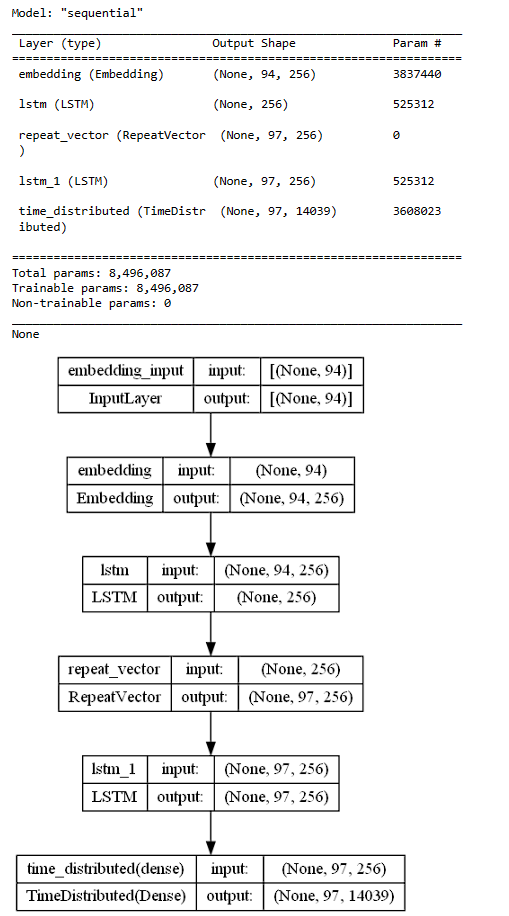 Model: "sequential"
Layer (type) Output Shape Param #
embedding (Embedding) (None, 94, 256) 3837440
lstm (LSTM) (None, 256) 525312
repeat_vector (RepeatVector (None, 97, 256) 0
)
lstm_1 (LSTM) (None, 97, 256) 525312
time_distributed (TimeDistr (None, 97, 14039) 3608023
ibuted)
Total params: 8,496,087
Trainable params: 8,496,087
Non-trainable params: 0
None
embedding_input input: [(None, 94)]
InputLayer output: [(None, 94)]
embedding input: (None, 94)
Embedding output: (None, 94, 256)
lstm input: (None, 94, 256)
LSTM output: (None, 256)
repeat_vector input: (None, 256)
RepeatVector output: (None, 97, 256)
lstm_1 input: (None, 97, 256)
LSTM output: (None, 97, 256)
time_distributed(dense) input: (None, 97, 256)
TimeDistributed(Dense) output: (None, 97, 14039)